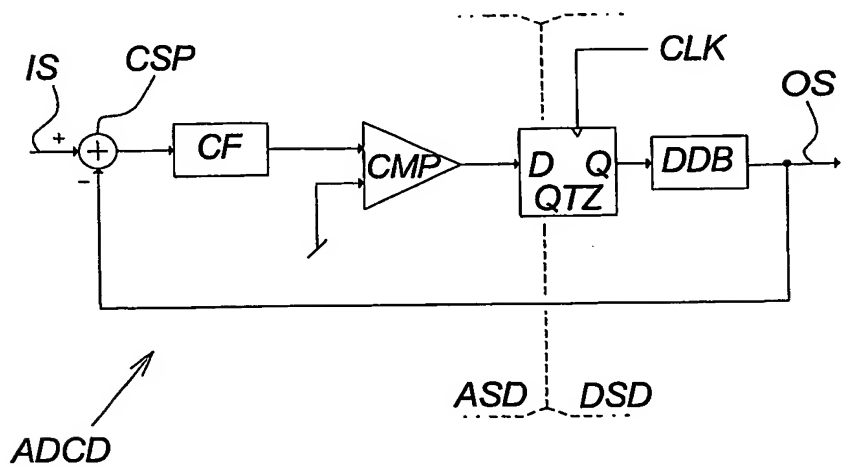 IS
CSP
CLK
OS
+
-
CF
CMP
D Q
QTZ
DDB
ASD
DSD
ADCD